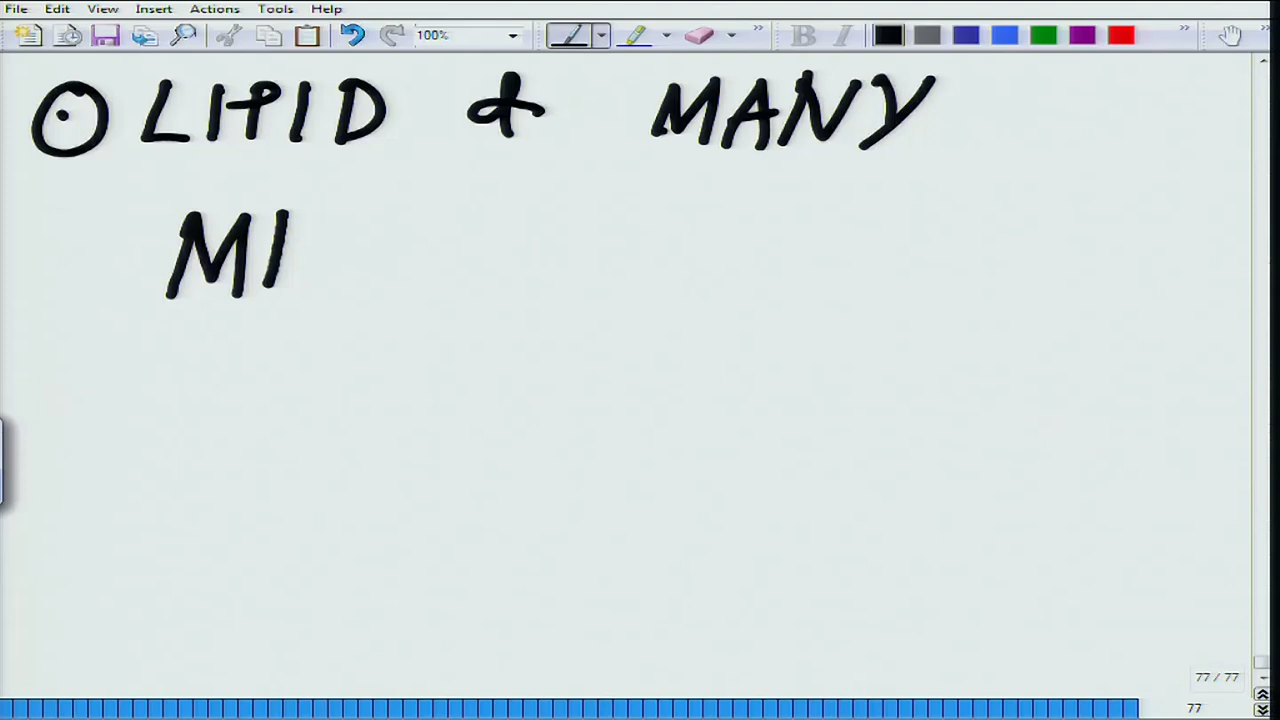 File Edit View Insert Actions Tools Help
100%
B I
LIPID & MANY
MI
77 / 77
77